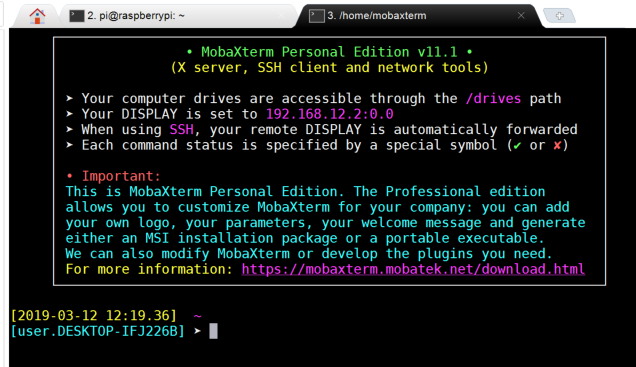 2. pi@raspberrypi: ~
3. /home/mobaxterm
• MobaXterm Personal Edition v11.1 •
(X server, SSH client and network tools)
➤ Your computer drives are accessible through the /drives path
➤ Your DISPLAY is set to 192.168.12.2:0.0
➤ When using SSH, your remote DISPLAY is automatically forwarded
➤ Each command status is specified by a special symbol (✔ or ✘)
• Important:
This is MobaXterm Personal Edition. The Professional edition
allows you to customize MobaXterm for your company: you can add
your own logo, your parameters, your welcome message and generate
either an MSI installation package or a portable executable.
We can also modify MobaXterm or develop the plugins you need.
For more information: https://mobaxterm.mobatek.net/download.html
[2019-03-12 12:19.36] ~
[user.DESKTOP-IFJ226B] ➤